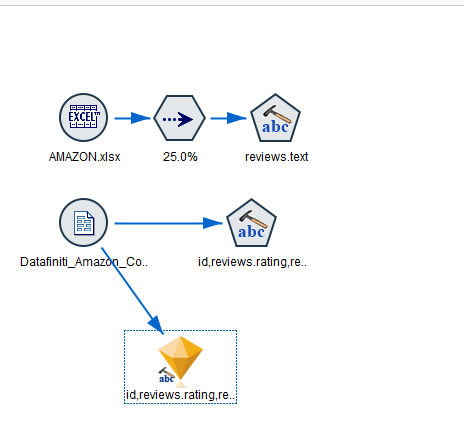 EXCEL
abc
AMAZON.xlsx
25.0%
reviews.text
abc
Datafiniti_Amazon_Co..
id,reviews.rating,re..
abc
id,reviews.rating,re..